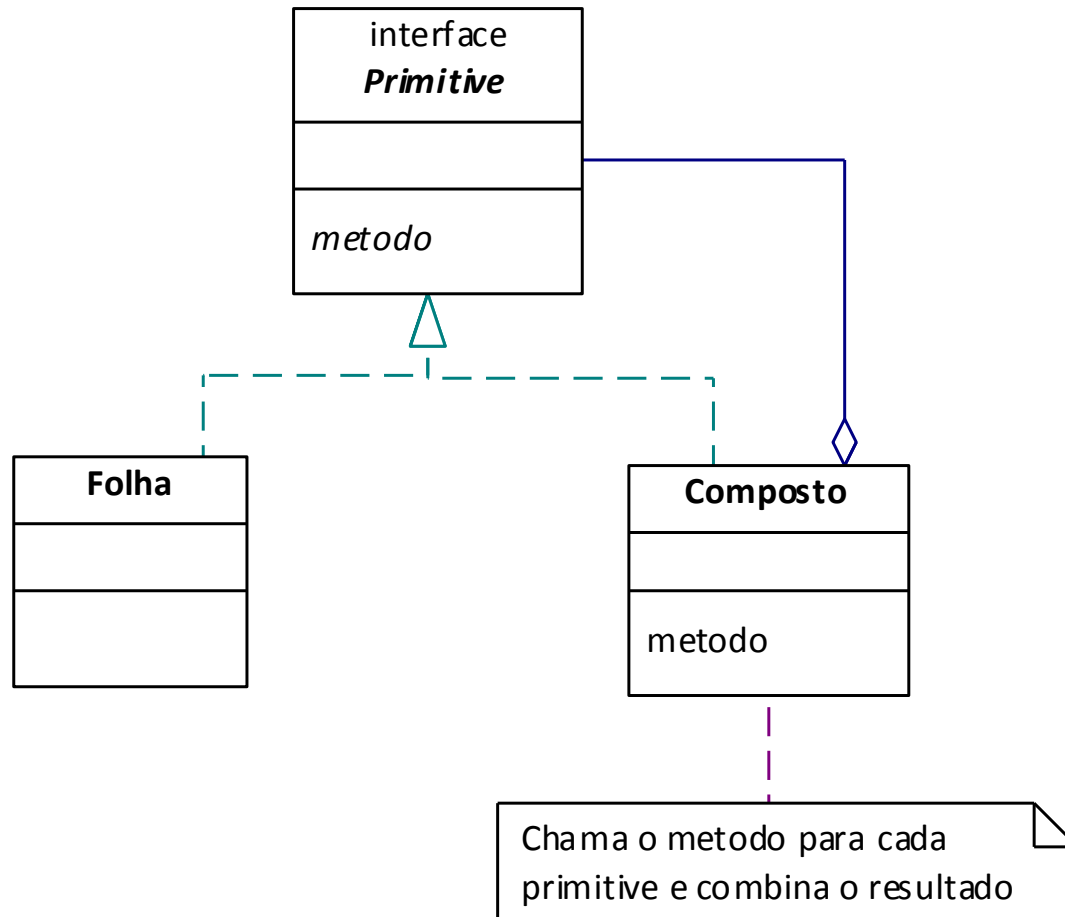 interface
Primitive
metodo
Folha
Composto
metodo
Chama o metodo para cada
primitive e combina o resultado